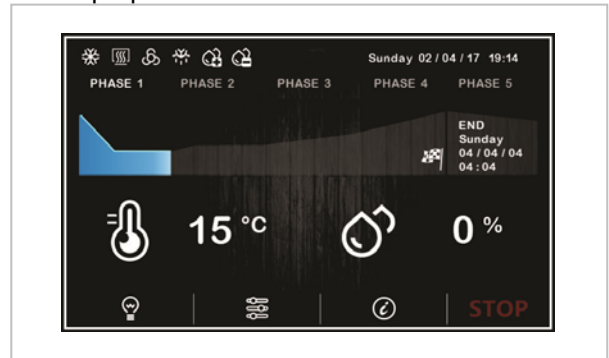 Sunday 02 / 04 / 17 19:14
PHASE 1 PHASE 2 PHASE 3 PHASE 4 PHASE 5
END
Sunday
04 / 04 / 04
04 : 04
15 °C 0 %
STOP